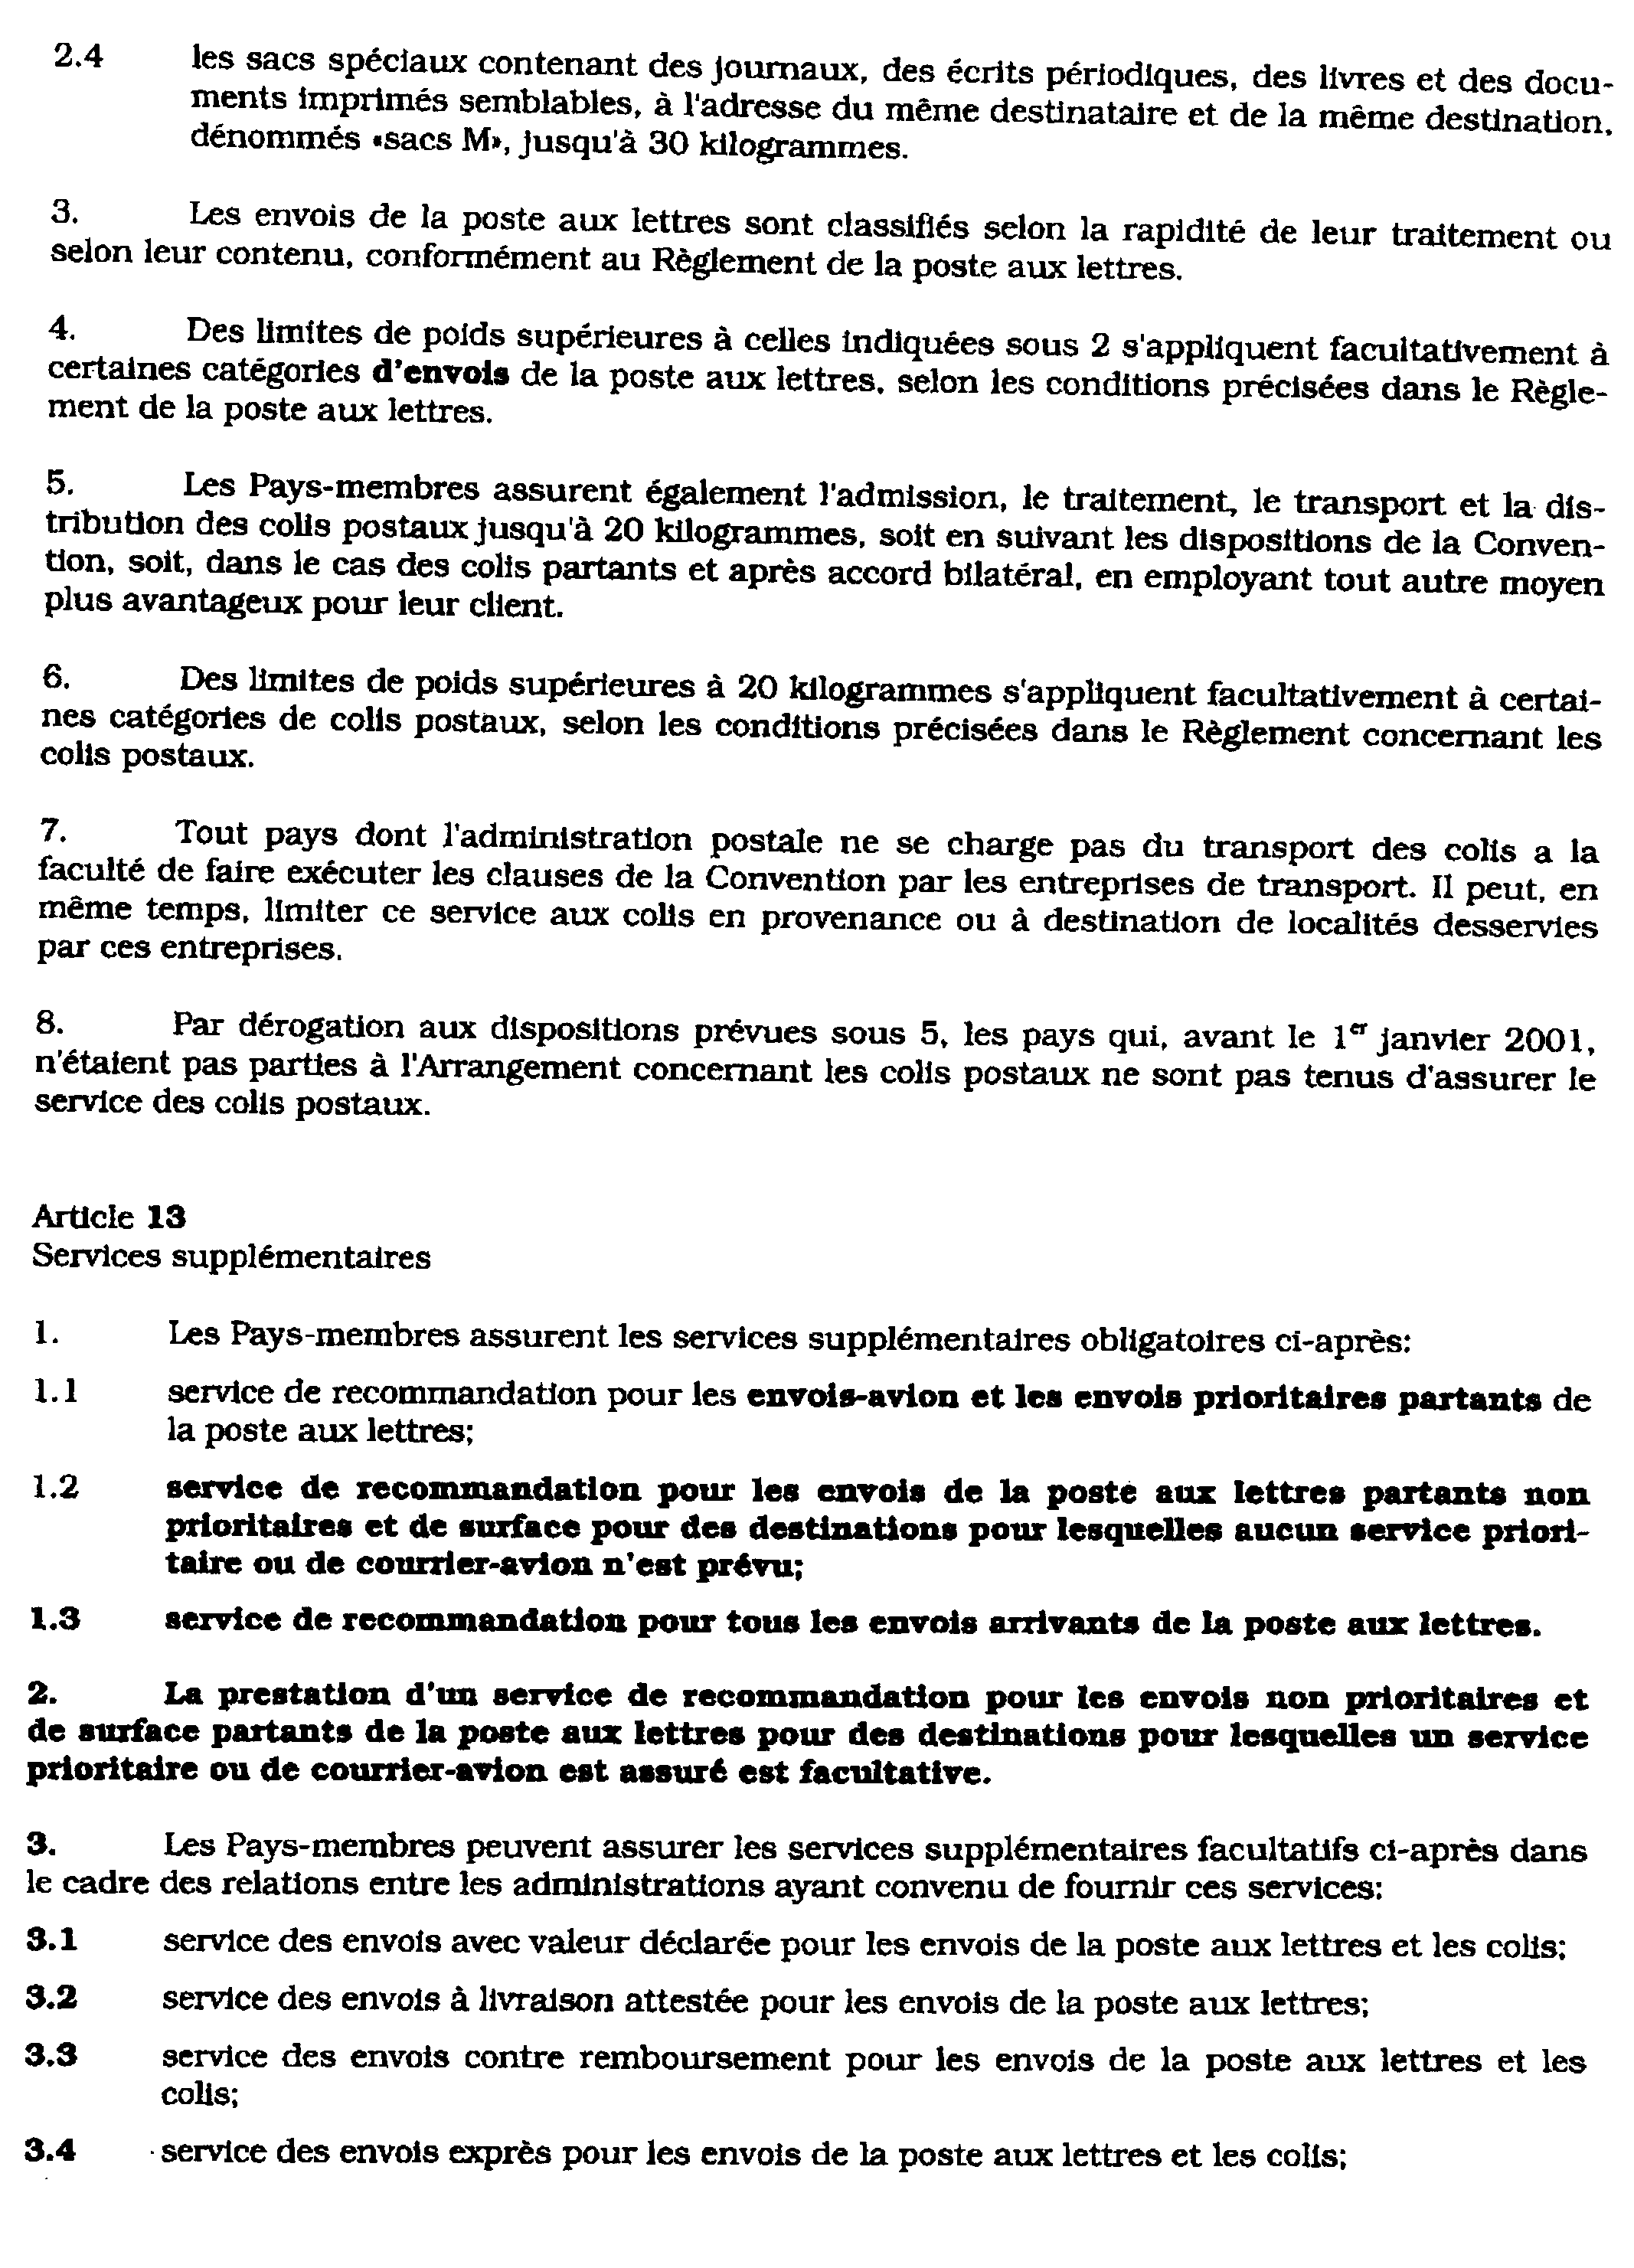 2.4 les sacs spéciaux contenant des journaux, des écrits périodiques, des livres et des docu-
ments imprimés semblables, à l'adresse du même destinataire et de la même destination,
dénommés «sacs M», jusqu'à 30 kilogrammes.
3. Les envois de la poste aux lettres sont classifiés selon la rapidité de leur traitement ou
selon leur contenu, conformément au Règlement de la poste aux lettres.
4. Des limites de poids supérieures à celles indiquées sous 2 s'appliquent facultativement à
certaines catégories d'envois de la poste aux lettres, selon les conditions précisées dans le Règle-
ment de la poste aux lettres.
5. Les Pays-membres assurent également l'admission, le traitement, le transport et la dis-
tribution des colis postaux jusqu'à 20 kilogrammes, soit en suivant les dispositions de la Conven-
tion, soit, dans le cas des colis partants et après accord bilatéral, en employant tout autre moyen
plus avantageux pour leur client.
6. Des limites de poids supérieures à 20 kilogrammes s'appliquent facultativement à certai-
nes catégories de colis postaux, selon les conditions précisées dans le Règlement concernant les
colis postaux.
7. Tout pays dont l'administration postale ne se charge pas du transport des colis a la
faculté de faire exécuter les clauses de la Convention par les entreprises de transport. Il peut, en
même temps, limiter ce service aux colis en provenance ou à destination de localités desservies
par ces entreprises.
8. Par dérogation aux dispositions prévues sous 5, les pays qui, avant le 1er janvier 2001,
n'étaient pas parties à l'Arrangement concernant les colis postaux ne sont pas tenus d'assurer le
service des colis postaux.
Article 13
Services supplémentaires
1. Les Pays-membres assurent les services supplémentaires obligatoires ci-après:
1.1 service de recommandation pour les envois-avion et les envois prioritaires partants de
la poste aux lettres;
1.2 service de recommandation pour les envois de la poste aux lettres partants non
prioritaires et de surface pour des destinations pour lesquelles aucun service priori-
taire ou de courrier-avion n'est prévu;
1.3 service de recommandation pour tous les envois arrivants de la poste aux lettres.
2. La prestation d'un service de recommandation pour les envois non prioritaires et
de surface partants de la poste aux lettres pour des destinations pour lesquelles un service
prioritaire ou de courrier-avion est assuré est facultative.
3. Les Pays-membres peuvent assurer les services supplémentaires facultatifs ci-après dans
le cadre des relations entre les administrations ayant convenu de fournir ces services:
3.1 service des envois avec valeur déclarée pour les envois de la poste aux lettres et les colis;
3.2 service des envois à livraison attestée pour les envois de la poste aux lettres;
3.3 service des envois contre remboursement pour les envois de la poste aux lettres et les
colis;
3.4 service des envois exprès pour les envois de la poste aux lettres et les colis;